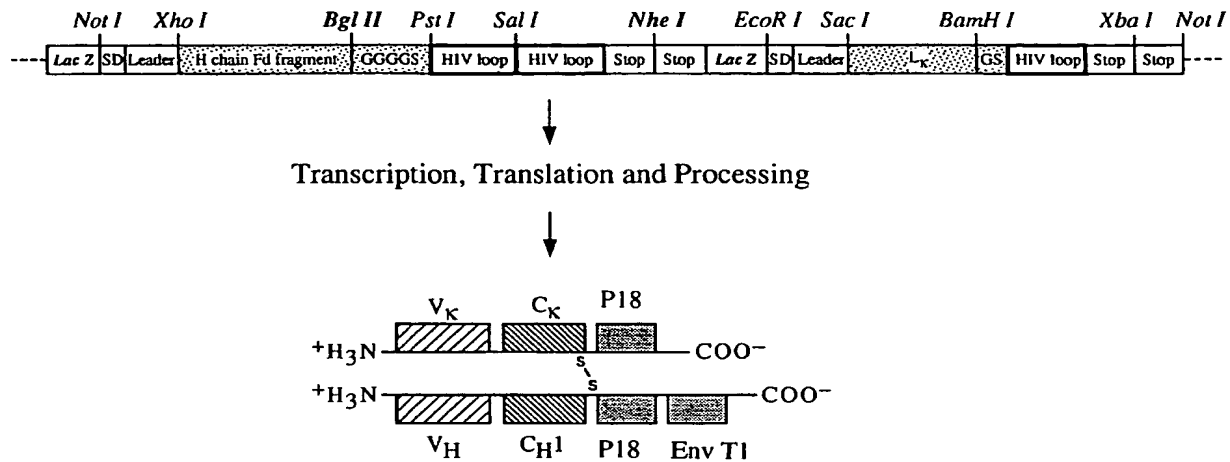 Not I Xho I Bgl II Pst I Sal I Nhe I EcoR I Sac I BamH I Xba I Not I
Lac Z SD Leader H chain Fd fragment GGGGS HIV loop HIV loop Stop Stop Lac Z SD Leader Lκ GS HIV loop Stop Stop
Transcription, Translation and Processing
Vκ Cκ P18
+H3N COO−
S
S
+H3N COO−
VH CH1 P18 Env T1